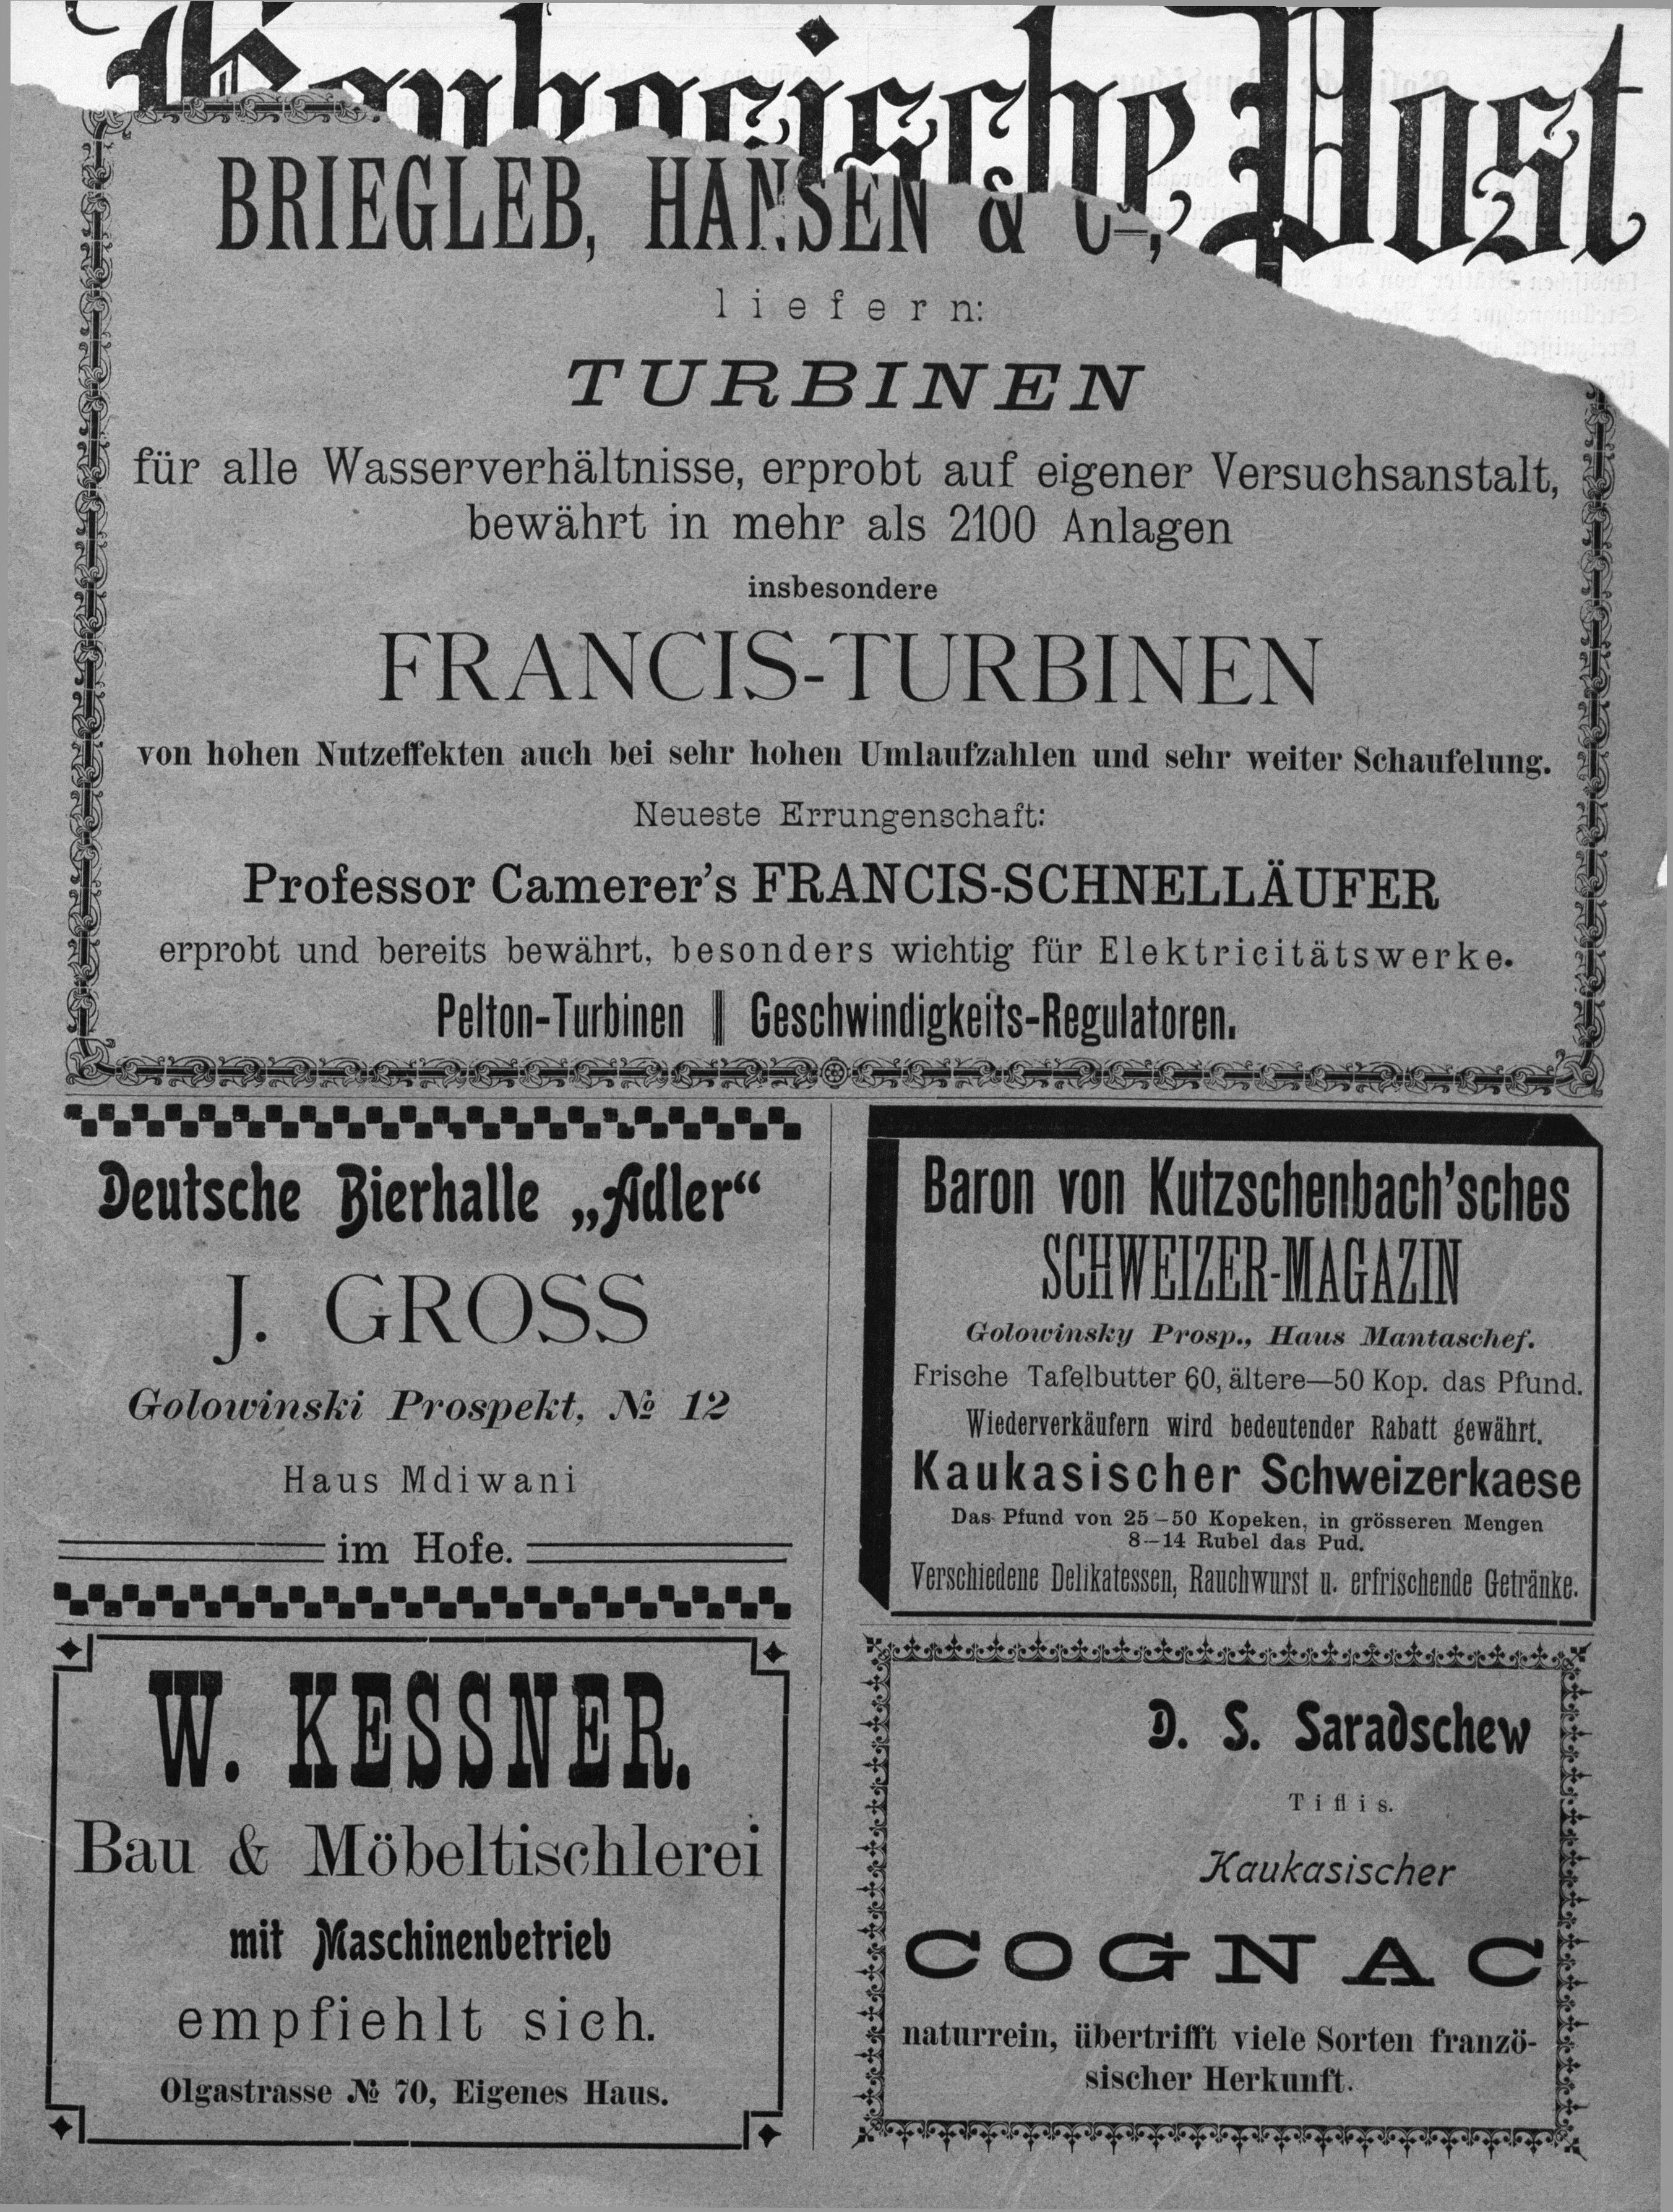 Kaukasische Post
BRIEGLEB, HANSEN & Co,
liefern:
TURBINEN
für alle Wasserverhältnisse, erprobt auf eigener Versuchsanstalt,
bewährt in mehr als 2100 Anlagen
insbesondere
FRANCIS-TURBINEN
von hohen Nutzeffekten auch bei sehr hohen Umlaufzahlen und sehr weiter Schaufelung.
Neueste Errungenschaft:
Professor Camerer's FRANCIS-SCHNELLÄUFER
erprobt und bereits bewährt, besonders wichtig für Elektricitätswerke.
Pelton-Turbinen || Geschwindigkeits-Regulatoren.
Deutsche Bierhalle „Adler“
J. GROSS
Golowinski Prospekt, № 12
Haus Mdiwani
im Hofe.
Baron von Kutzschenbach'sches
SCHWEIZER-MAGAZIN
Golowinsky Prosp., Haus Mantaschef.
Frische Tafelbutter 60, ältere—50 Kop. das Pfund.
Wiederverkäufern wird bedeutender Rabatt gewährt.
Kaukasischer Schweizerkaese
Das Pfund von 25—50 Kopeken, in grösseren Mengen
8—14 Rubel das Pud.
Verschiedene Delikatessen, Rauchwurst u. erfrischende Getränke.
W. KESSNER.
Bau & Möbeltischlerei
mit Maschinenbetrieb
empfiehlt sich.
Olgastrasse № 70, Eigenes Haus.
D. S. Saradschew
Tiflis.
Kaukasischer
COGNAC
naturrein, übertrifft viele Sorten franzö-
sischer Herkunft.